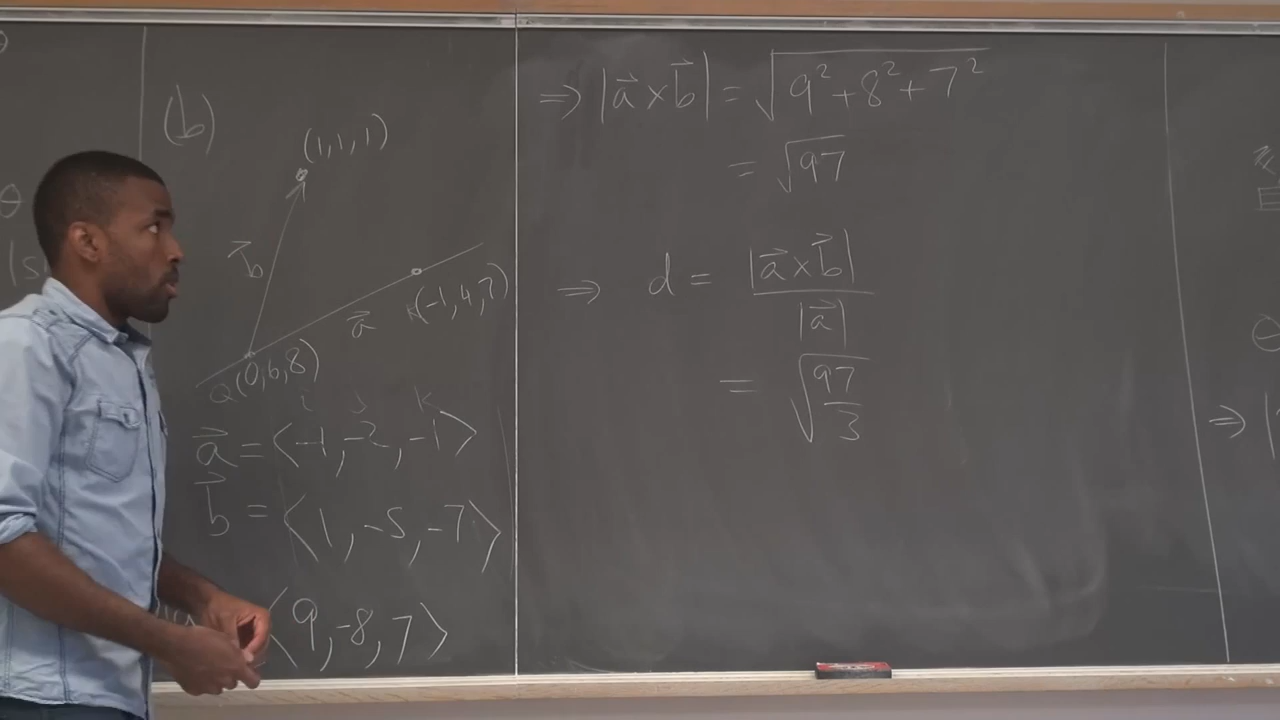 (b)
(1,1,1)
b⃗
a⃗
R(-1,4,7)
Q(0,6,8)
i j k
a⃗ = ⟨-1, -2, -1⟩
b⃗ = ⟨1, -5, -7⟩
⟨9, -8, 7⟩
⇒ |a⃗ × b⃗| = √(9² + 8² + 7²)
= √97
⇒ d = |a⃗ × b⃗| / |a⃗|
= √(97/3)
θ
θ
|s
⇒ |